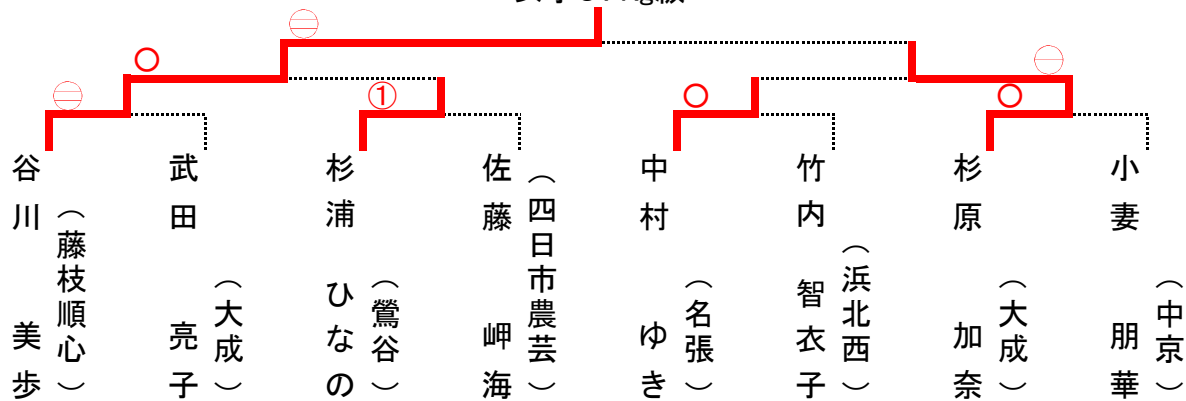 ①
谷川 美歩
（藤枝順心）
武田 亮子
（大成）
杉浦 ひなの
（鶯谷）
佐藤 岬海
（四日市農芸）
中村 ゆき
（名張）
竹内 智衣子
（浜北西）
杉原 加奈
（大成）
小妻 朋華
（中京）